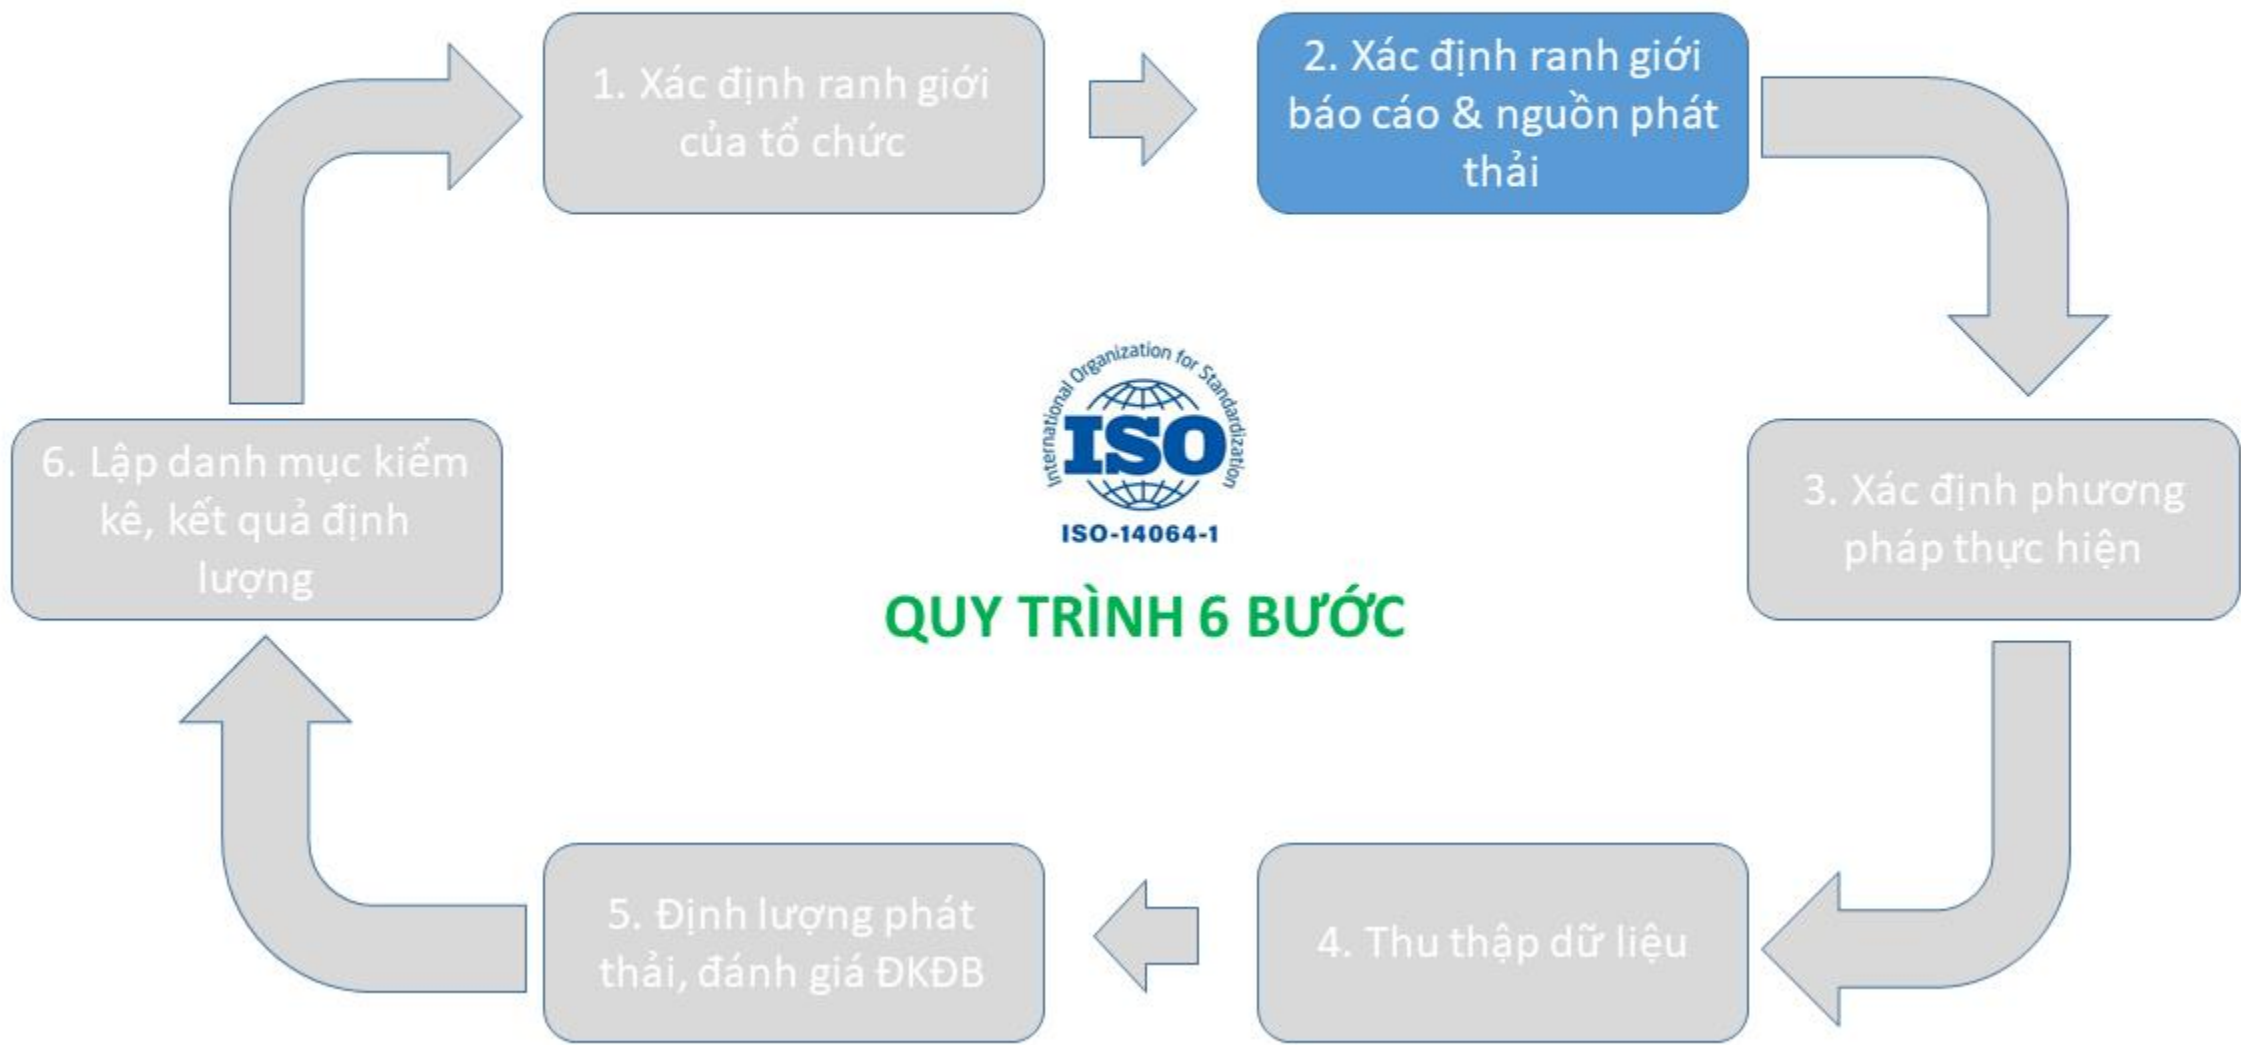 1. Xác định ranh giới
của tổ chức
2. Xác định ranh giới
báo cáo & nguồn phát
thải
International Organization for Standardization
ISO
ISO-14064-1
QUY TRÌNH 6 BƯỚC
6. Lập danh mục kiểm
kê, kết quả định
lượng
3. Xác định phương
pháp thực hiện
5. Định lượng phát
thải, đánh giá ĐKĐB
4. Thu thập dữ liệu